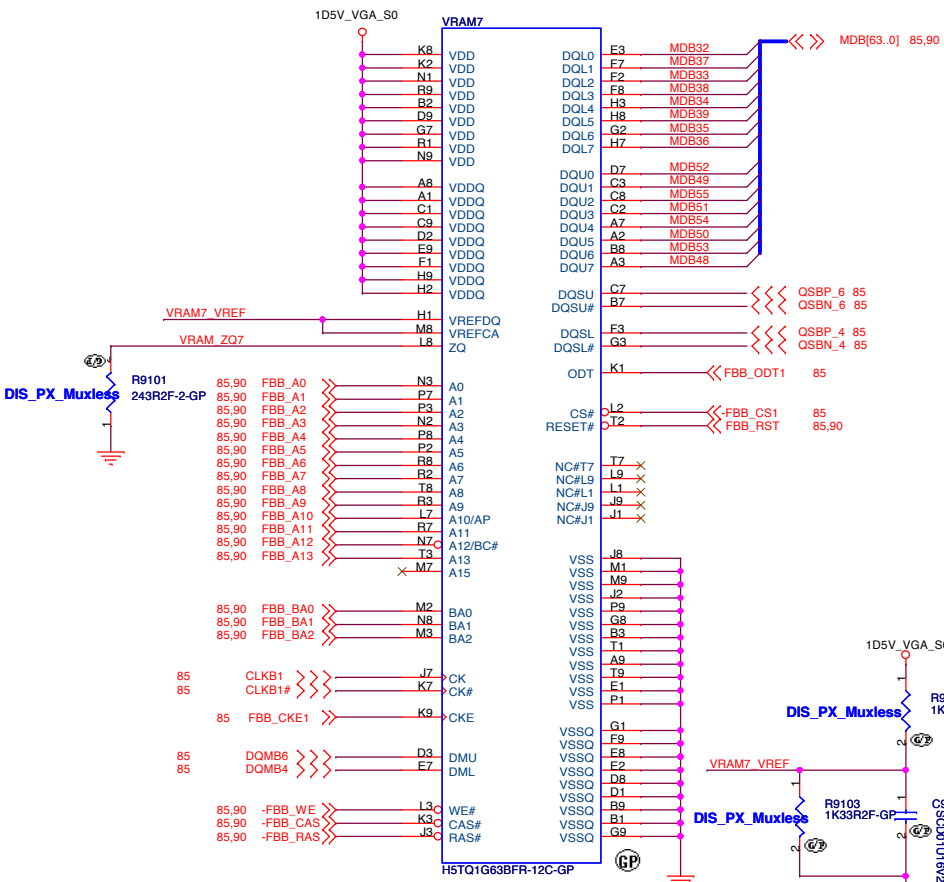 1D5V_VGA_S0
VRAM7
K8 VDD DQL0 E3 MDB32 MDB[63..0] 85,90
K2 VDD DQL1 F7 MDB37
N1 VDD DQL2 F2 MDB33
R9 VDD DQL3 F8 MDB38
B2 VDD DQL4 H3 MDB34
D9 VDD DQL5 H8 MDB39
G7 VDD DQL6 G2 MDB35
R1 VDD DQL7 H7 MDB36
N9 VDD
A8 VDDQ DQU0 D7 MDB52
A1 VDDQ DQU1 C3 MDB49
C1 VDDQ DQU2 C8 MDB55
C9 VDDQ DQU3 C2 MDB51
D2 VDDQ DQU4 A7 MDB54
E9 VDDQ DQU5 A2 MDB50
F1 VDDQ DQU6 B8 MDB53
H9 VDDQ DQU7 A3 MDB48
H2 VDDQ
DQSU C7 QSBP_6 85
DQSU# B7 QSBN_6 85
VRAM7_VREF H1 VREFDQ
M8 VREFCA DQSL F3 QSBP_4 85
VRAM_ZQ7 L8 ZQ DQSL# G3 QSBN_4 85
ODT K1 FBB_ODT1 85
DIS_PX_Muxless
R9101
243R2F-2-GP
2
1
85,90 FBB_A0 N3 A0
85,90 FBB_A1 P7 A1
85,90 FBB_A2 P3 A2 CS# L2 -FBB_CS1 85
85,90 FBB_A3 N2 A3 RESET# T2 FBB_RST 85,90
85,90 FBB_A4 P8 A4
85,90 FBB_A5 P2 A5
85,90 FBB_A6 R8 A6 NC#T7 T7
85,90 FBB_A7 R2 A7 NC#L9 L9
85,90 FBB_A8 T8 A8 NC#L1 L1
85,90 FBB_A9 R3 A9 NC#J9 J9
85,90 FBB_A10 L7 A10/AP NC#J1 J1
85,90 FBB_A11 R7 A11
85,90 FBB_A12 N7 A12/BC#
85,90 FBB_A13 T3 A13
M7 A15
VSS J8
VSS M1
VSS M9
85,90 FBB_BA0 M2 BA0 VSS J2
85,90 FBB_BA1 N8 BA1 VSS P9
85,90 FBB_BA2 M3 BA2 VSS G8
VSS B3
VSS T1
VSS A9
85 CLKB1 J7 CK VSS T9
85 CLKB1# K7 CK# VSS E1
VSS P1
85 FBB_CKE1 K9 CKE
VSSQ G1
VSSQ F9
85 DQMB6 D3 DMU VSSQ E8
85 DQMB4 E7 DML VSSQ E2
VSSQ D8
VSSQ D1
85,90 -FBB_WE L3 WE# VSSQ B9
85,90 -FBB_CAS K3 CAS# VSSQ B1
85,90 -FBB_RAS J3 RAS# VSSQ G9
H5TQ1G63BFR-12C-GP
GP
1
DIS_PX_Muxless
2
G/P
VRAM7_VREF
DIS_PX_Muxless
1
R9103
1K33R2F-GP
2
G/P
1
2
G/P